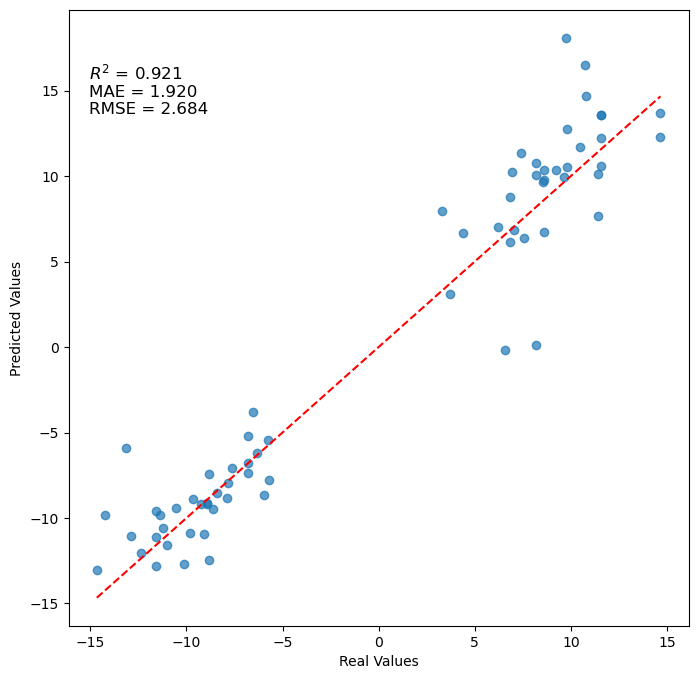 R² = 0.921
MAE = 1.920
RMSE = 2.684
15
10
5
0
−5
−10
−15
Predicted Values
−15 −10 −5 0 5 10 15
Real Values